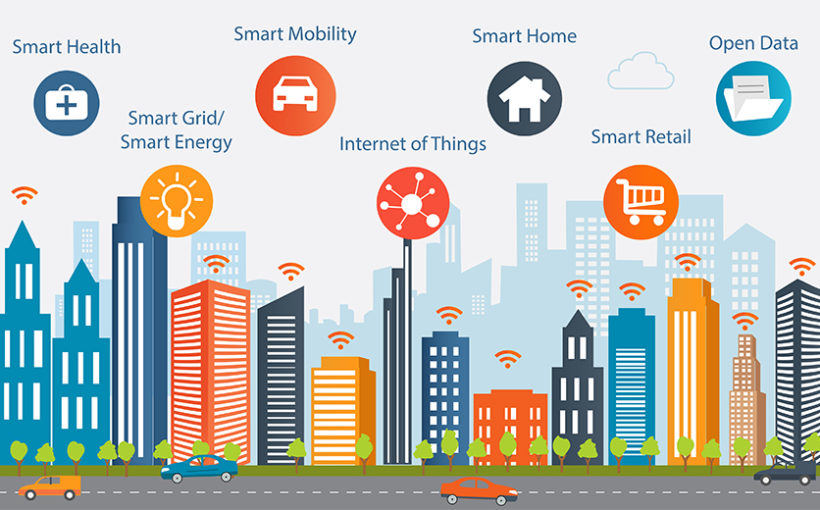 Smart Health
Smart Mobility
Smart Home
Open Data
Smart Grid/
Smart Energy
Internet of Things
Smart Retail